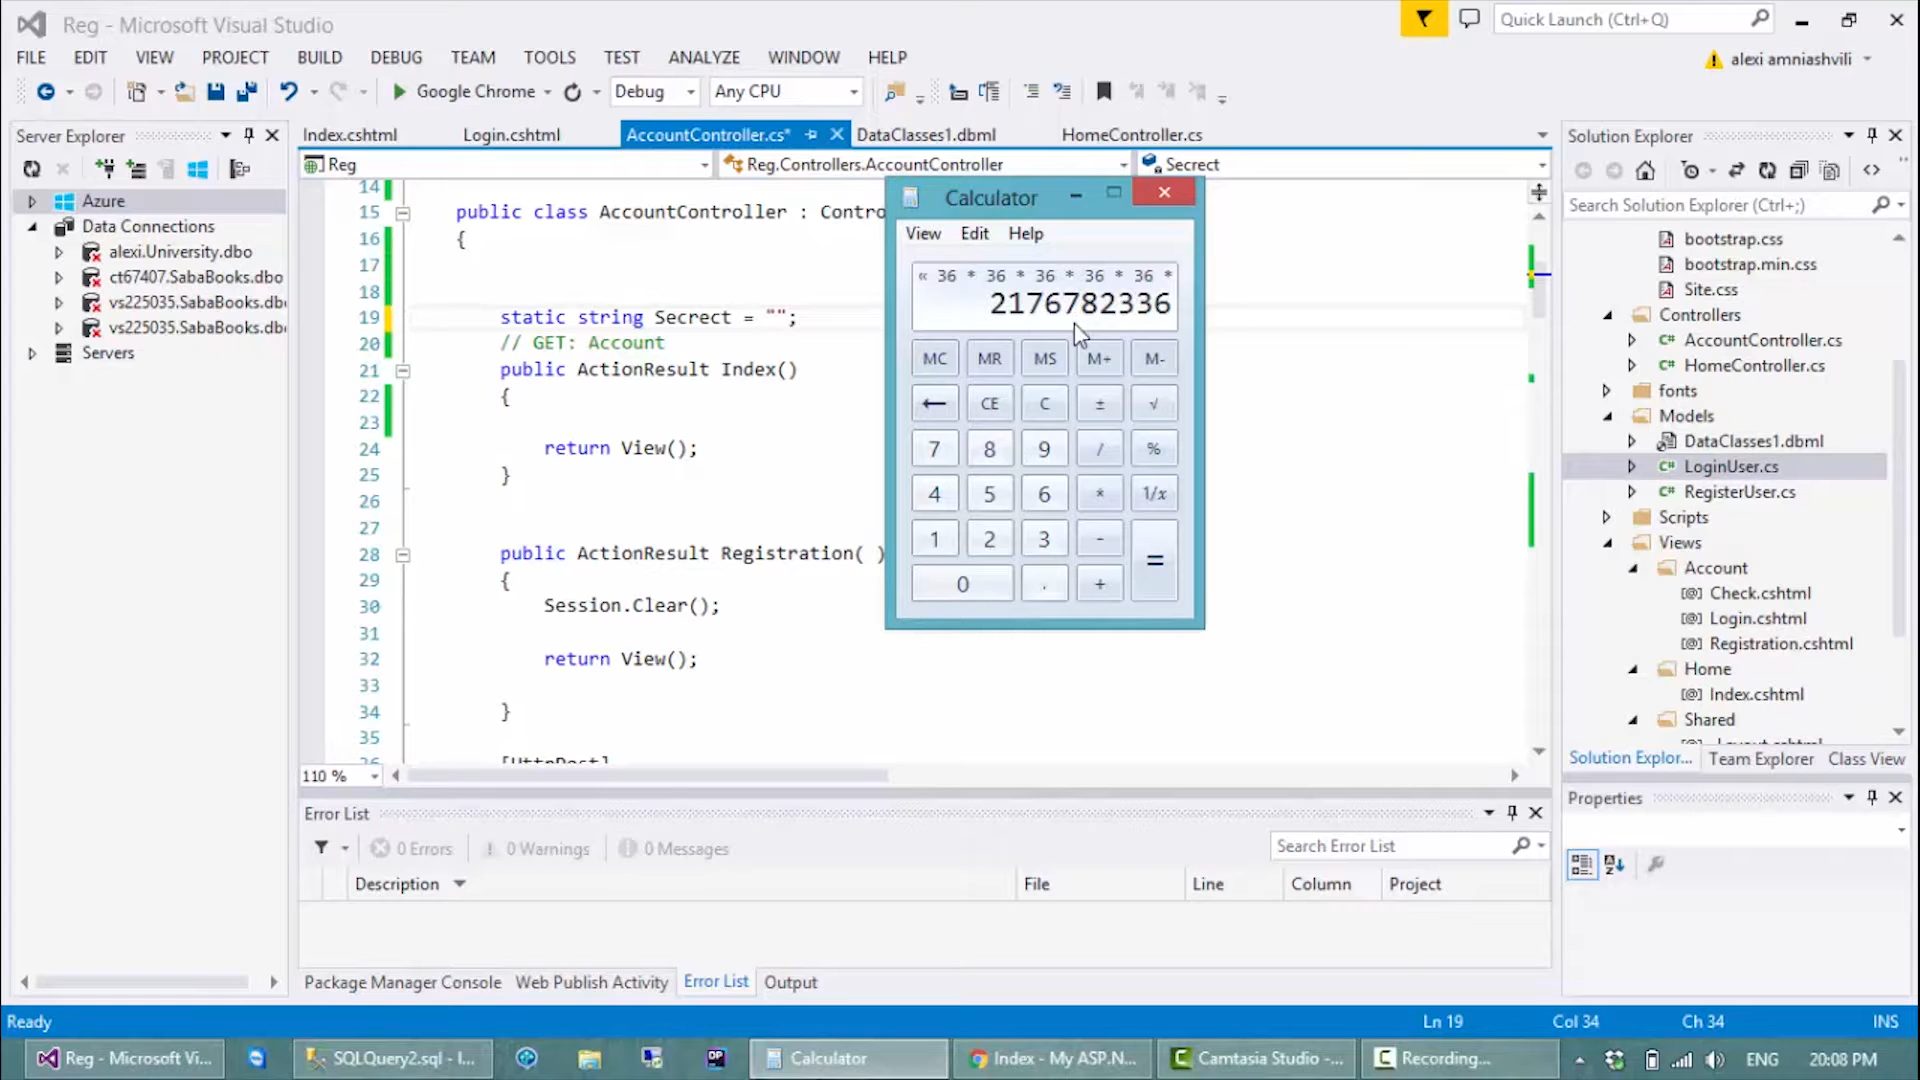 Reg - Microsoft Visual Studio
Quick Launch (Ctrl+Q)
FILE EDIT VIEW PROJECT BUILD DEBUG TEAM TOOLS TEST ANALYZE WINDOW HELP
alexi amniashvili
Google Chrome Debug Any CPU
Server Explorer
Azure
Data Connections
alexi.University.dbo
ct67407.SabaBooks.dbo
vs225035.SabaBooks.db
vs225035.SabaBooks.db
Servers
Index.cshtml Login.cshtml AccountController.cs* DataClasses1.dbml HomeController.cs
Reg Reg.Controllers.AccountController Secrect
14
15 public class AccountController : Contro
16 {
17
18
19 static string Secrect = "";
20 // GET: Account
21 public ActionResult Index()
22 {
23
24 return View();
25 }
26
27
28 public ActionResult Registration( )
29 {
30 Session.Clear();
31
32 return View();
33
34 }
35
[HttpPost]
110 %
Calculator
View Edit Help
« 36 * 36 * 36 * 36 * 36 *
2176782336
MC MR MS M+ M-
← CE C ± √
7 8 9 / %
4 5 6 * 1/x
1 2 3 - =
0 . +
Error List
0 Errors 0 Warnings 0 Messages
Search Error List
Description File Line Column Project
Package Manager Console Web Publish Activity Error List Output
Solution Explorer
Search Solution Explorer (Ctrl+;)
bootstrap.css
bootstrap.min.css
Site.css
Controllers
C# AccountController.cs
C# HomeController.cs
fonts
Models
DataClasses1.dbml
C# LoginUser.cs
C# RegisterUser.cs
Scripts
Views
Account
[@] Check.cshtml
[@] Login.cshtml
[@] Registration.cshtml
Home
[@] Index.cshtml
Shared
Solution Explor... Team Explorer Class View
Properties
Ready Ln 19 Col 34 Ch 34 INS
Reg - Microsoft Vi... SQLQuery2.sql - I... DP Calculator Index - My ASP.N... Camtasia Studio -... Recording... ENG 20:08 PM